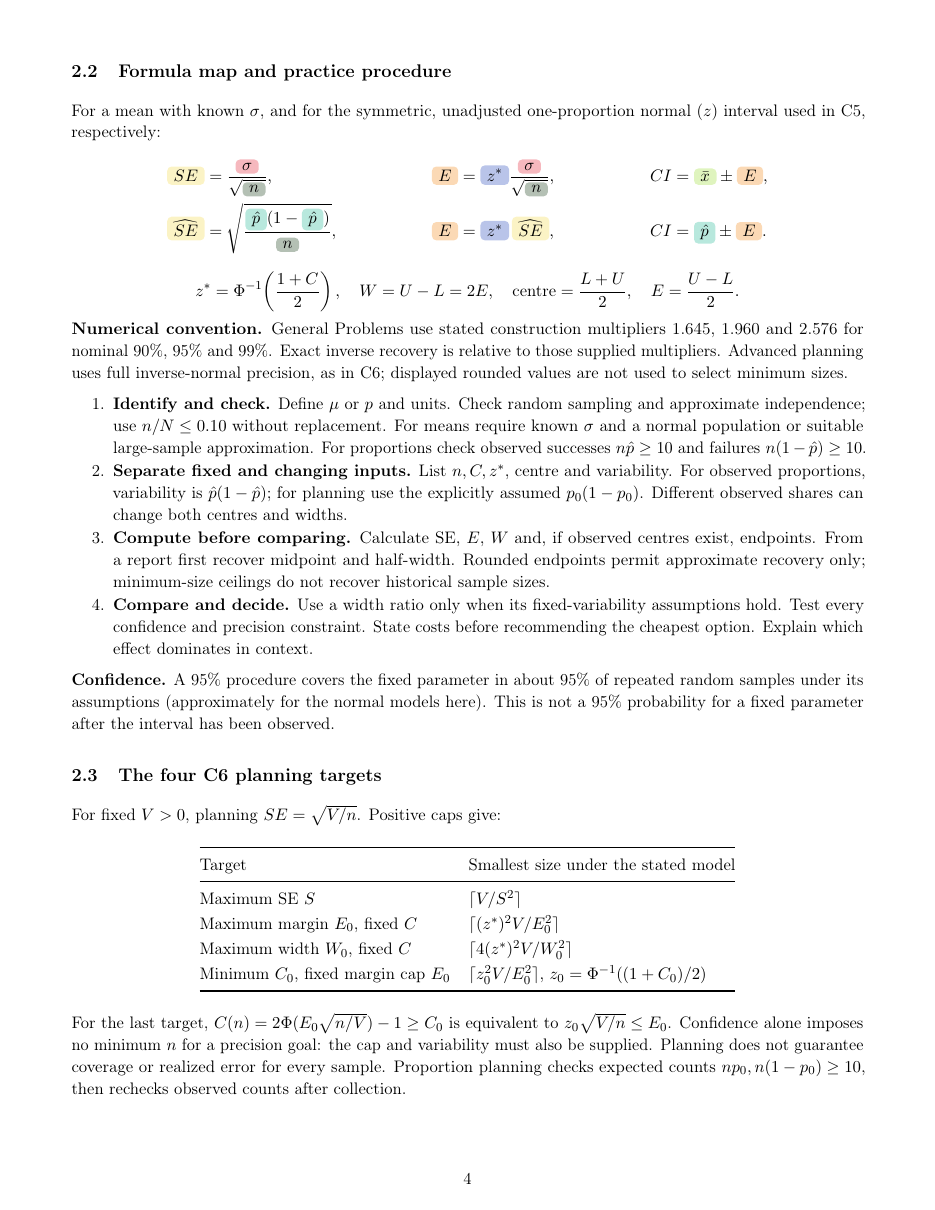 2.2 Formula map and practice procedure
For a mean with known σ, and for the symmetric, unadjusted one-proportion normal (z) interval used in C5,
respectively:
SE = σ/√n, E = z* σ/√n, CI = x̄ ± E,
SÊ = √(p̂(1 − p̂)/n), E = z* SÊ, CI = p̂ ± E.
z* = Φ⁻¹((1 + C)/2), W = U − L = 2E, centre = (L + U)/2, E = (U − L)/2.
Numerical convention. General Problems use stated construction multipliers 1.645, 1.960 and 2.576 for
nominal 90%, 95% and 99%. Exact inverse recovery is relative to those supplied multipliers. Advanced planning
uses full inverse-normal precision, as in C6; displayed rounded values are not used to select minimum sizes.
1. Identify and check. Define μ or p and units. Check random sampling and approximate independence;
use n/N ≤ 0.10 without replacement. For means require known σ and a normal population or suitable
large-sample approximation. For proportions check observed successes np̂ ≥ 10 and failures n(1 − p̂) ≥ 10.
2. Separate fixed and changing inputs. List n, C, z*, centre and variability. For observed proportions,
variability is p̂(1 − p̂); for planning use the explicitly assumed p₀(1 − p₀). Different observed shares can
change both centres and widths.
3. Compute before comparing. Calculate SE, E, W and, if observed centres exist, endpoints. From
a report first recover midpoint and half-width. Rounded endpoints permit approximate recovery only;
minimum-size ceilings do not recover historical sample sizes.
4. Compare and decide. Use a width ratio only when its fixed-variability assumptions hold. Test every
confidence and precision constraint. State costs before recommending the cheapest option. Explain which
effect dominates in context.
Confidence. A 95% procedure covers the fixed parameter in about 95% of repeated random samples under its
assumptions (approximately for the normal models here). This is not a 95% probability for a fixed parameter
after the interval has been observed.
2.3 The four C6 planning targets
For fixed V > 0, planning SE = √(V/n). Positive caps give:
Target Smallest size under the stated model
Maximum SE S ⌈V/S²⌉
Maximum margin E₀, fixed C ⌈(z*)²V/E₀²⌉
Maximum width W₀, fixed C ⌈4(z*)²V/W₀²⌉
Minimum C₀, fixed margin cap E₀ ⌈z₀²V/E₀²⌉, z₀ = Φ⁻¹((1 + C₀)/2)
For the last target, C(n) = 2Φ(E₀√(n/V)) − 1 ≥ C₀ is equivalent to z₀√(V/n) ≤ E₀. Confidence alone imposes
no minimum n for a precision goal: the cap and variability must also be supplied. Planning does not guarantee
coverage or realized error for every sample. Proportion planning checks expected counts np₀, n(1 − p₀) ≥ 10,
then rechecks observed counts after collection.
4